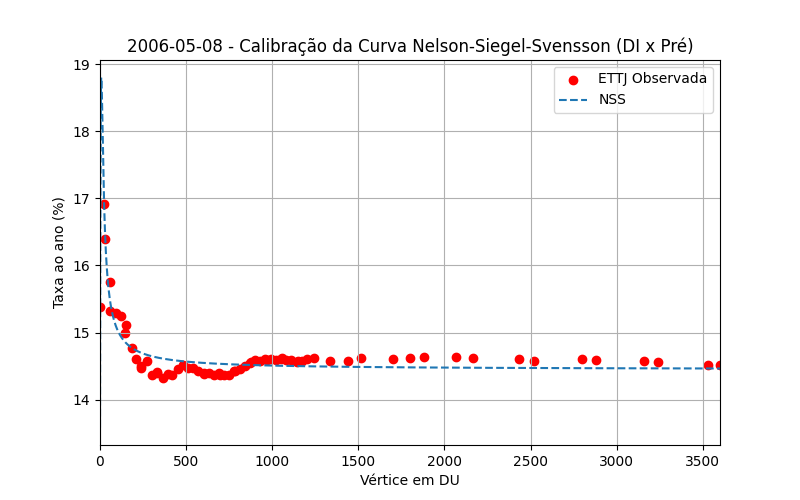 2006-05-08 - Calibração da Curva Nelson-Siegel-Svensson (DI x Pré)
ETTJ Observada
NSS
Taxa ao ano (%)
19
18
17
16
15
14
0 500 1000 1500 2000 2500 3000 3500
Vértice em DU